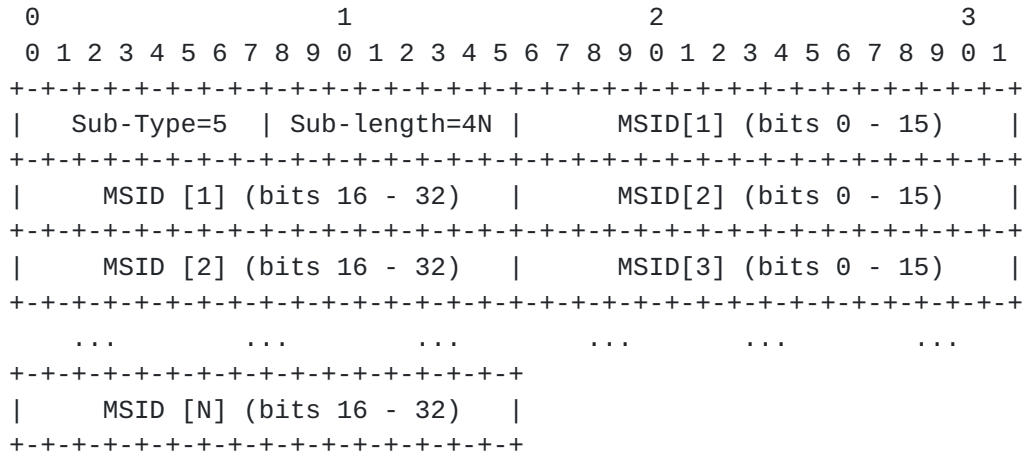 0                   1                   2                   3
 0 1 2 3 4 5 6 7 8 9 0 1 2 3 4 5 6 7 8 9 0 1 2 3 4 5 6 7 8 9 0 1
+-+-+-+-+-+-+-+-+-+-+-+-+-+-+-+-+-+-+-+-+-+-+-+-+-+-+-+-+-+-+-+-+
|   Sub-Type=5  | Sub-length=4N |      MSID[1] (bits 0 - 15)    |
+-+-+-+-+-+-+-+-+-+-+-+-+-+-+-+-+-+-+-+-+-+-+-+-+-+-+-+-+-+-+-+-+
|     MSID [1] (bits 16 - 32)   |      MSID[2] (bits 0 - 15)    |
+-+-+-+-+-+-+-+-+-+-+-+-+-+-+-+-+-+-+-+-+-+-+-+-+-+-+-+-+-+-+-+-+
|     MSID [2] (bits 16 - 32)   |      MSID[3] (bits 0 - 15)    |
+-+-+-+-+-+-+-+-+-+-+-+-+-+-+-+-+-+-+-+-+-+-+-+-+-+-+-+-+-+-+-+-+
    ...        ...        ...        ...       ...        ...
+-+-+-+-+-+-+-+-+-+-+-+-+-+-+-+-+
|     MSID [N] (bits 16 - 32)   |
+-+-+-+-+-+-+-+-+-+-+-+-+-+-+-+-+